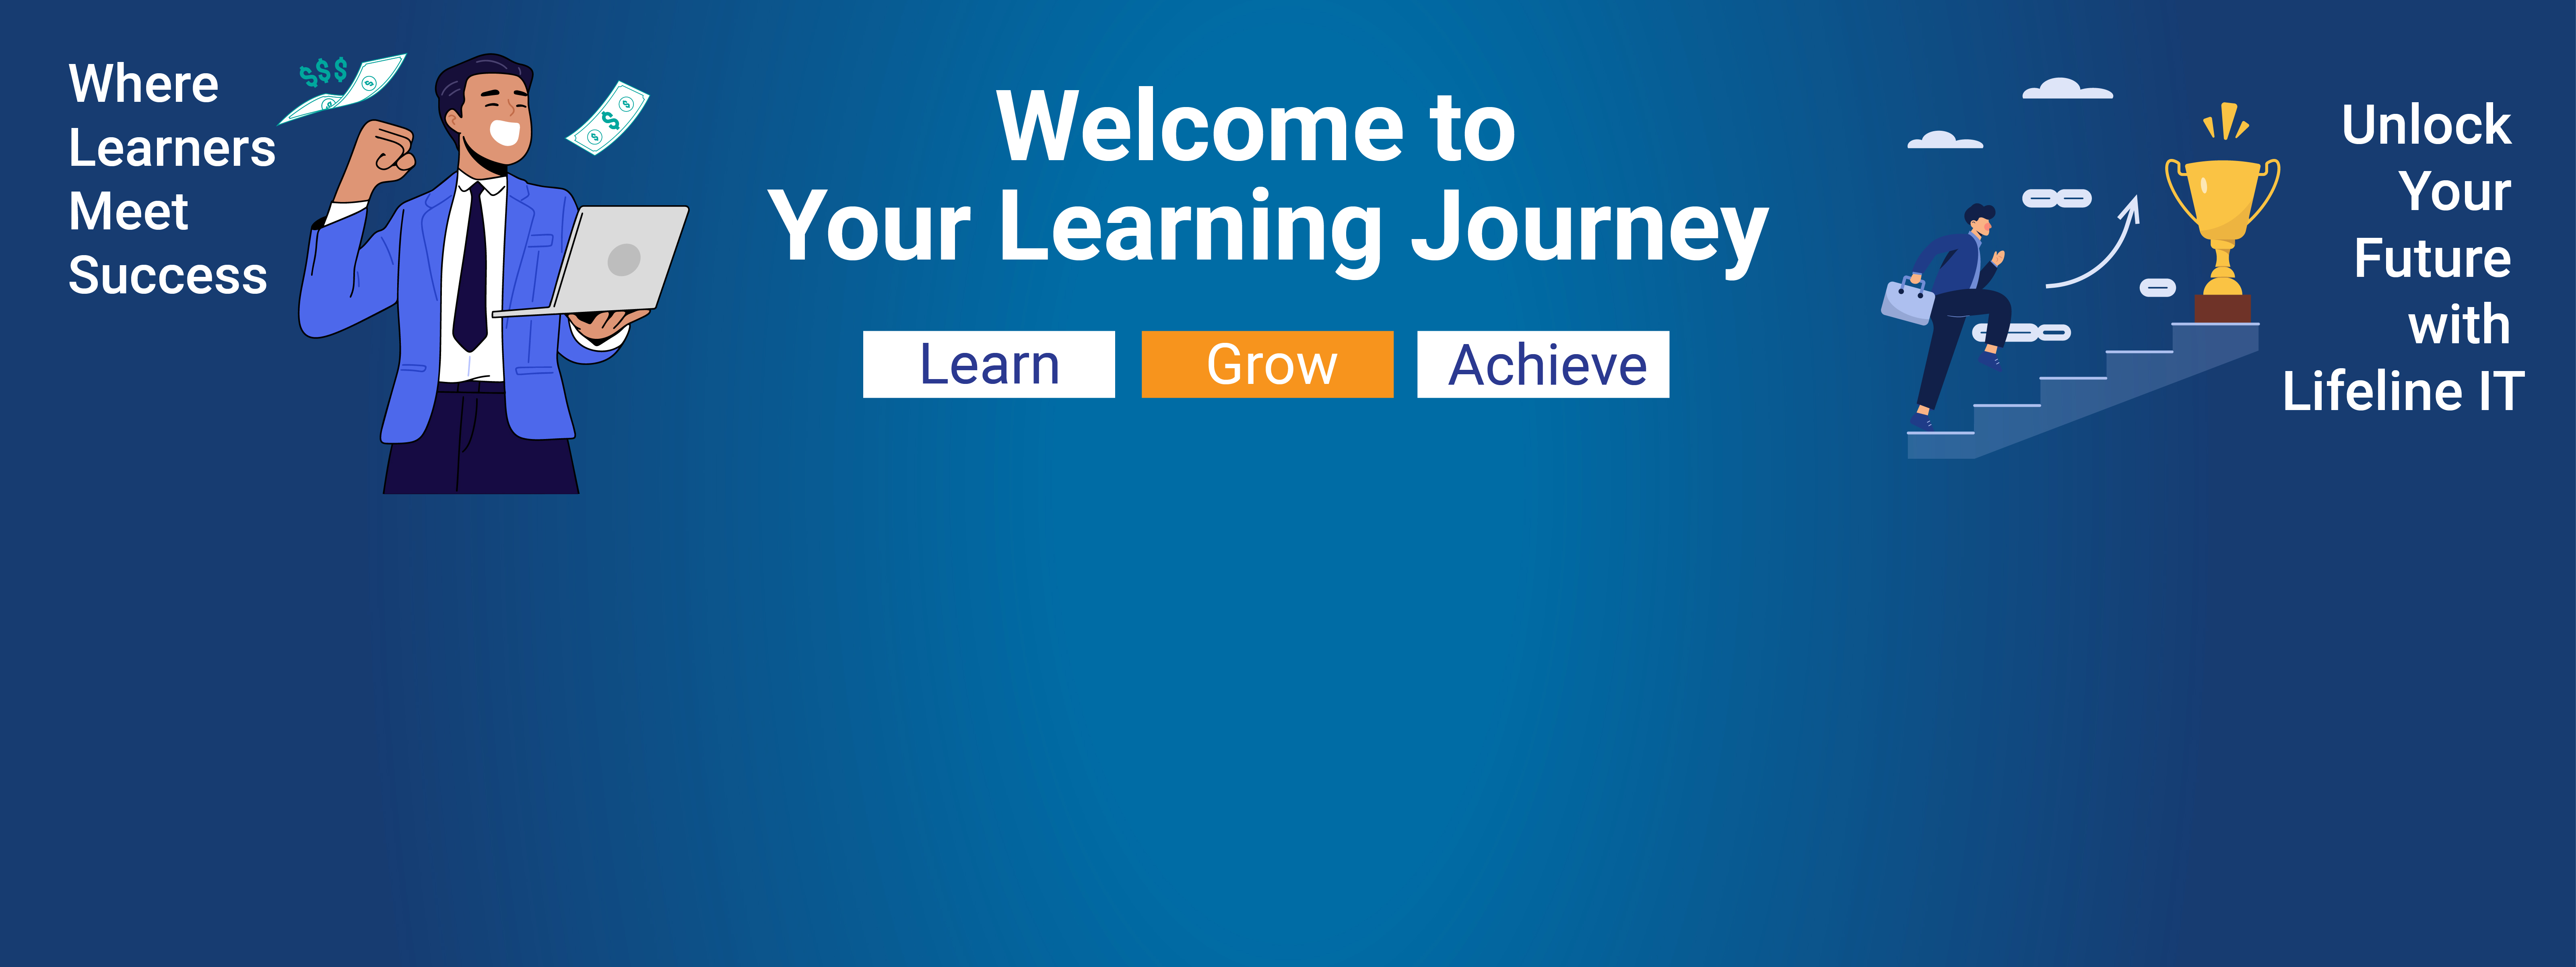 Where
Learners
Meet
Success
$$$
Welcome to
Your Learning Journey
Learn
Grow
Achieve
Unlock
Your
Future
with
Lifeline IT